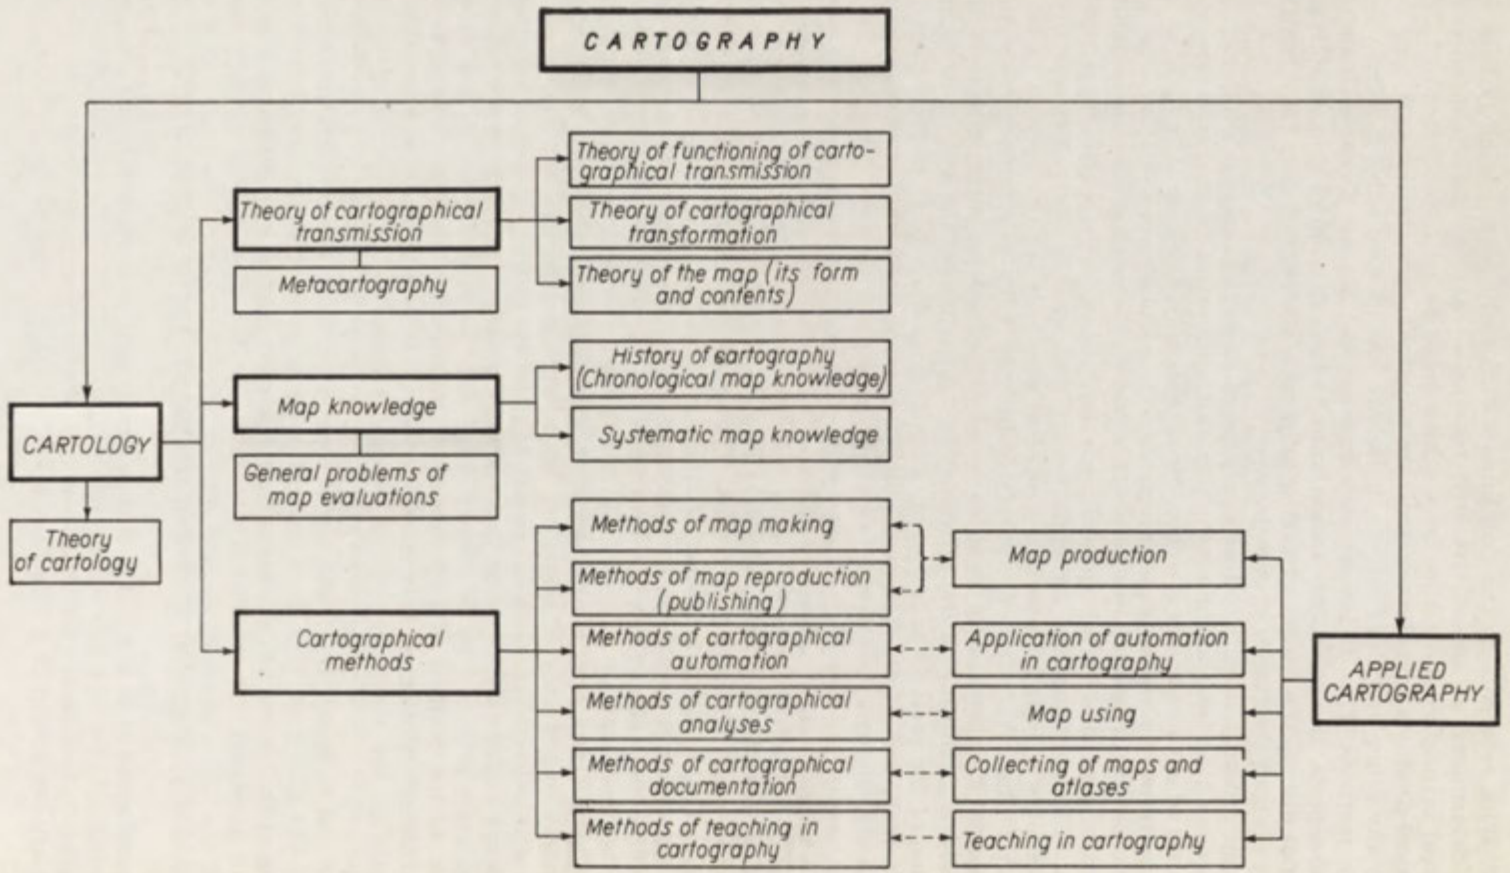 CARTOGRAPHY
Theory of functioning of carto-
graphical transmission
Theory of cartographical
transmission
Theory of cartographical
transformation
Metacartography
Theory of the map (its form
and contents)
History of cartography
(Chronological map knowledge)
Map knowledge
CARTOLOGY
Systematic map knowledge
General problems of
map evaluations
Theory
of cartology
Methods of map making
Map production
Methods of map reproduction
(publishing)
Cartographical
methods
Methods of cartographical
automation
Application of automation
in cartography
APPLIED
CARTOGRAPHY
Methods of cartographical
analyses
Map using
Methods of cartographical
documentation
Collecting of maps and
atlases
Methods of teaching in
cartography
Teaching in cartography